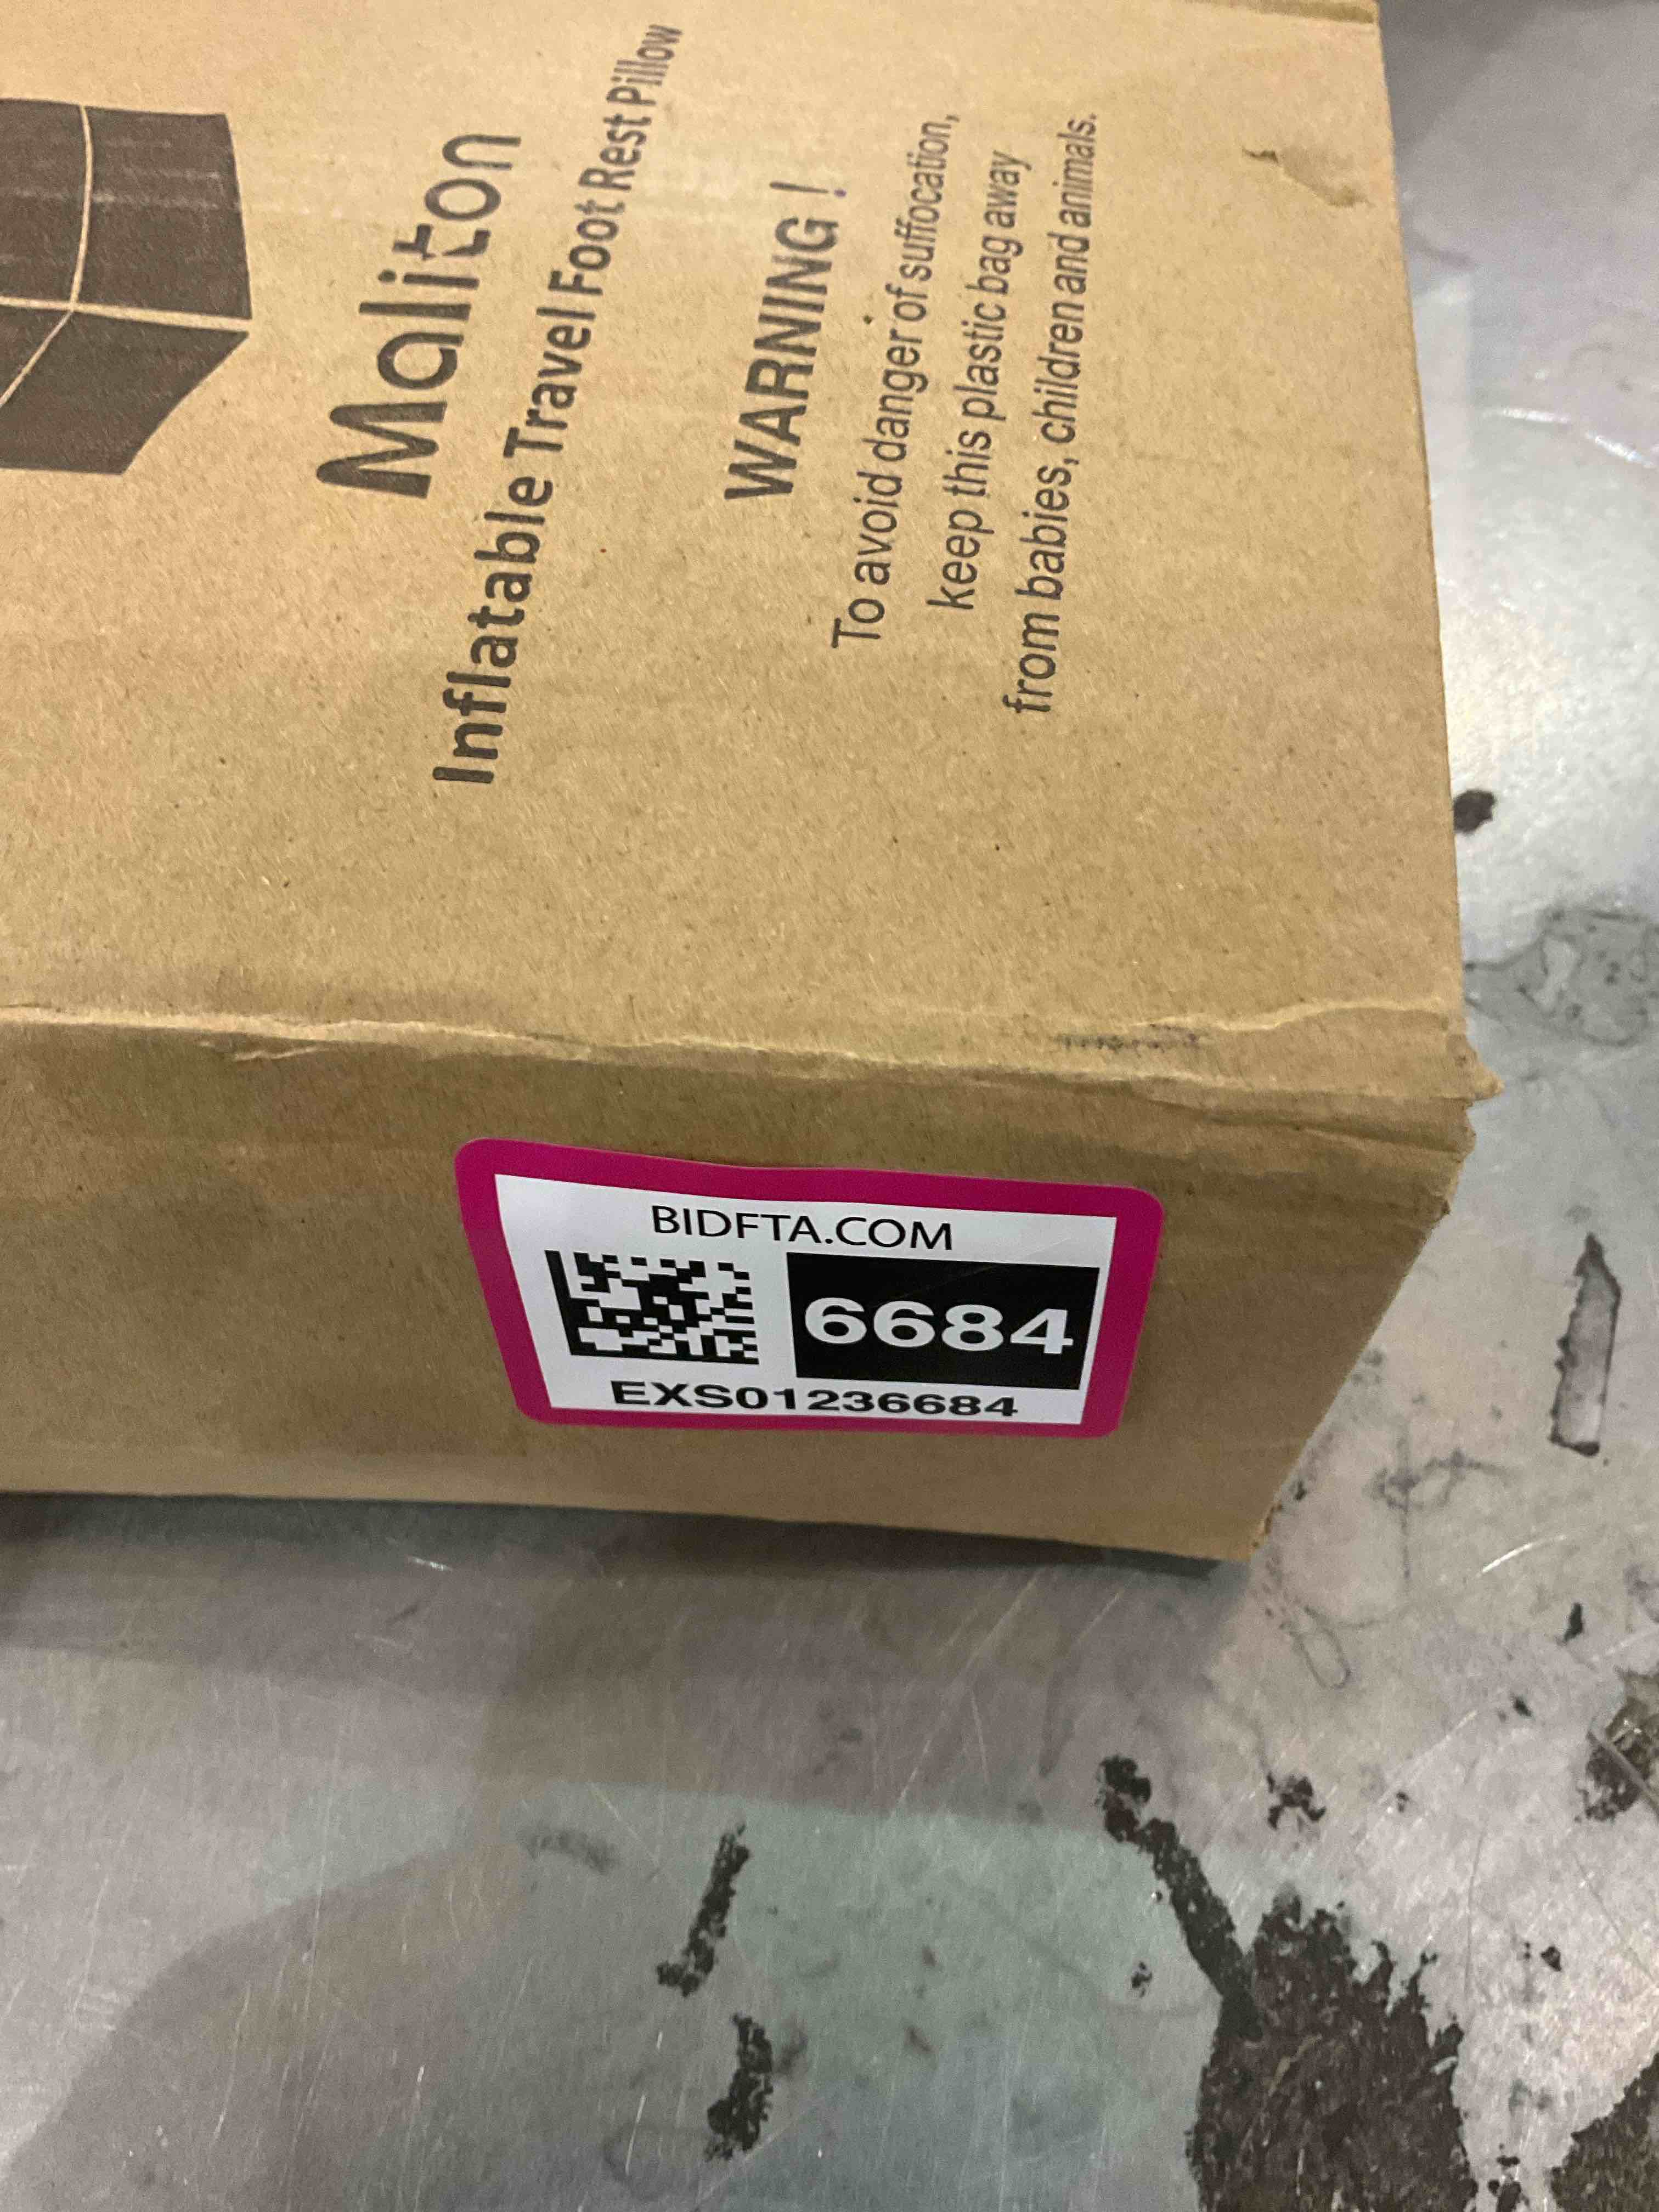 Maliton
Inflatable Travel Foot Rest Pillow
WARNING !
To avoid danger of suffocation,
keep this plastic bag away
from babies, children and animals.
BIDFTA.COM
6684
EXS01236684